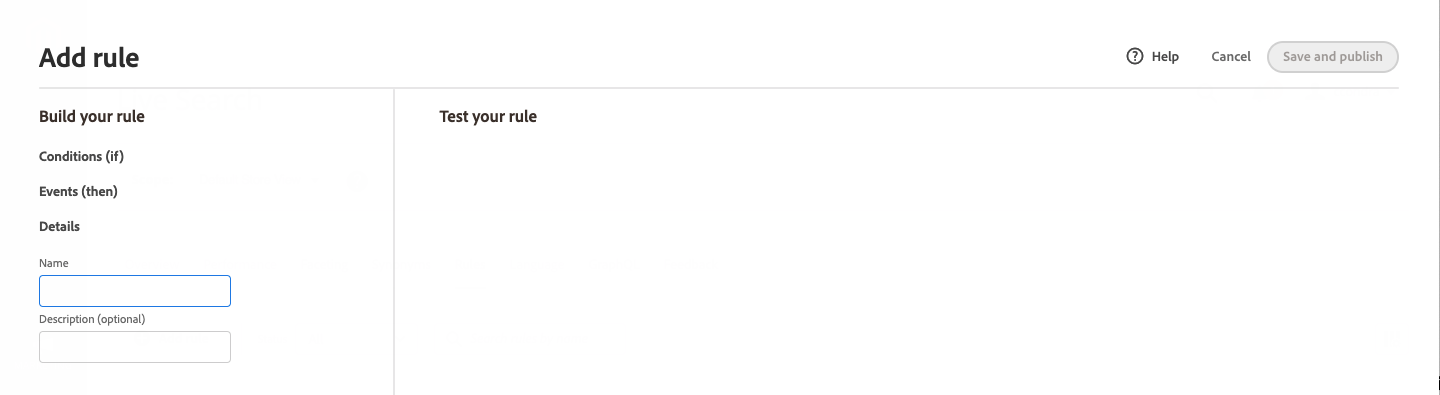 Add rule
Help
Cancel
Save and publish
Build your rule
Test your rule
Conditions (if)
Events (then)
Details
Name
Description (optional)